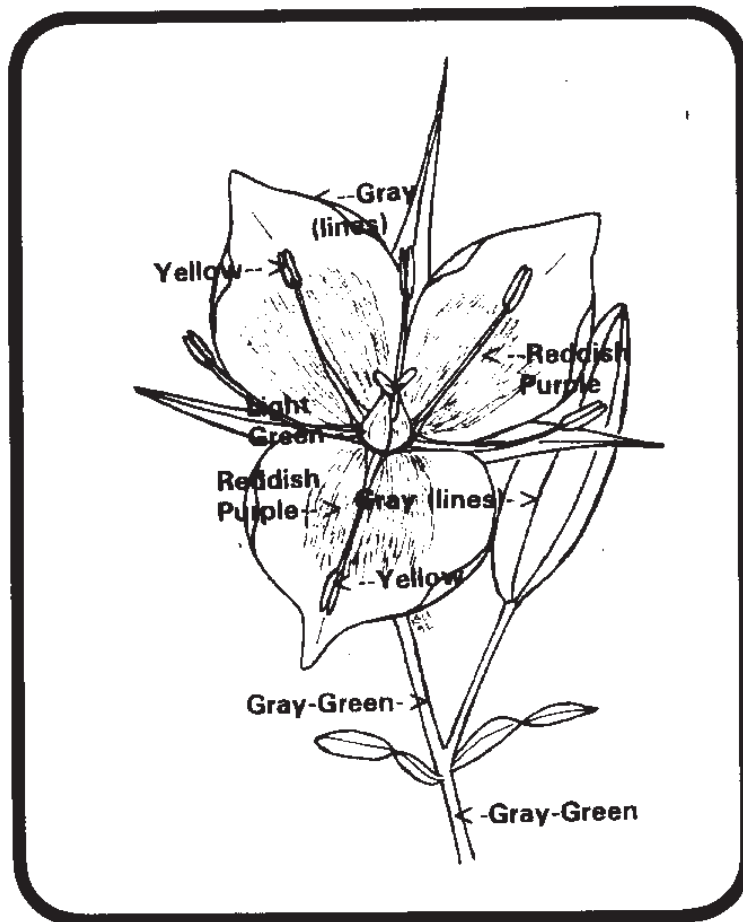 <--Gray
(lines)
Yellow-->
<--Reddish
Purple
Light
Green
Reddish
Purple-->
Gray (lines)->
<--Yellow
Gray-Green->
<-Gray-Green